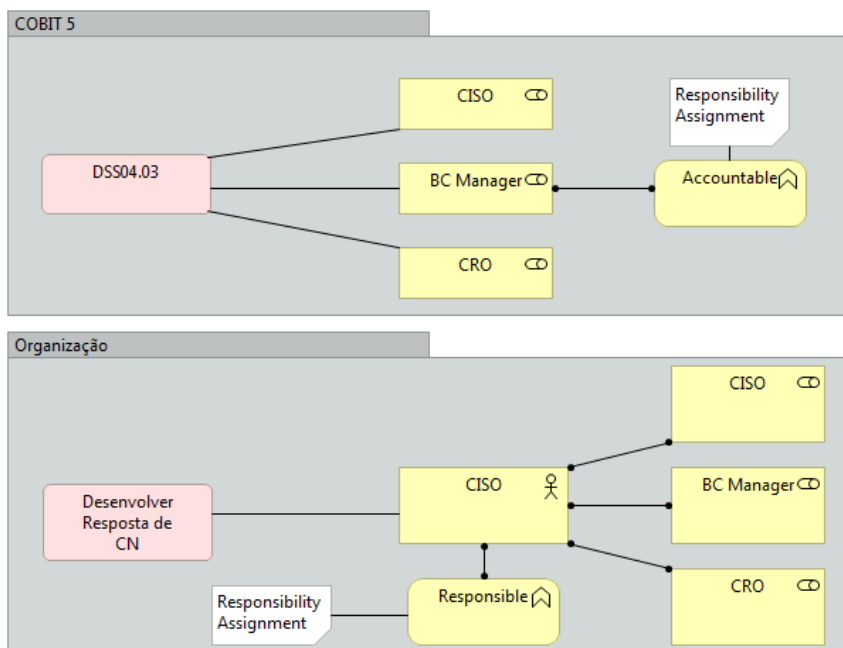 COBIT 5
CISO
Responsibility
Assignment
DSS04.03
BC Manager
Accountable
CRO
Organização
CISO
CISO
BC Manager
Desenvolver
Resposta de
CN
CRO
Responsible
Responsibility
Assignment